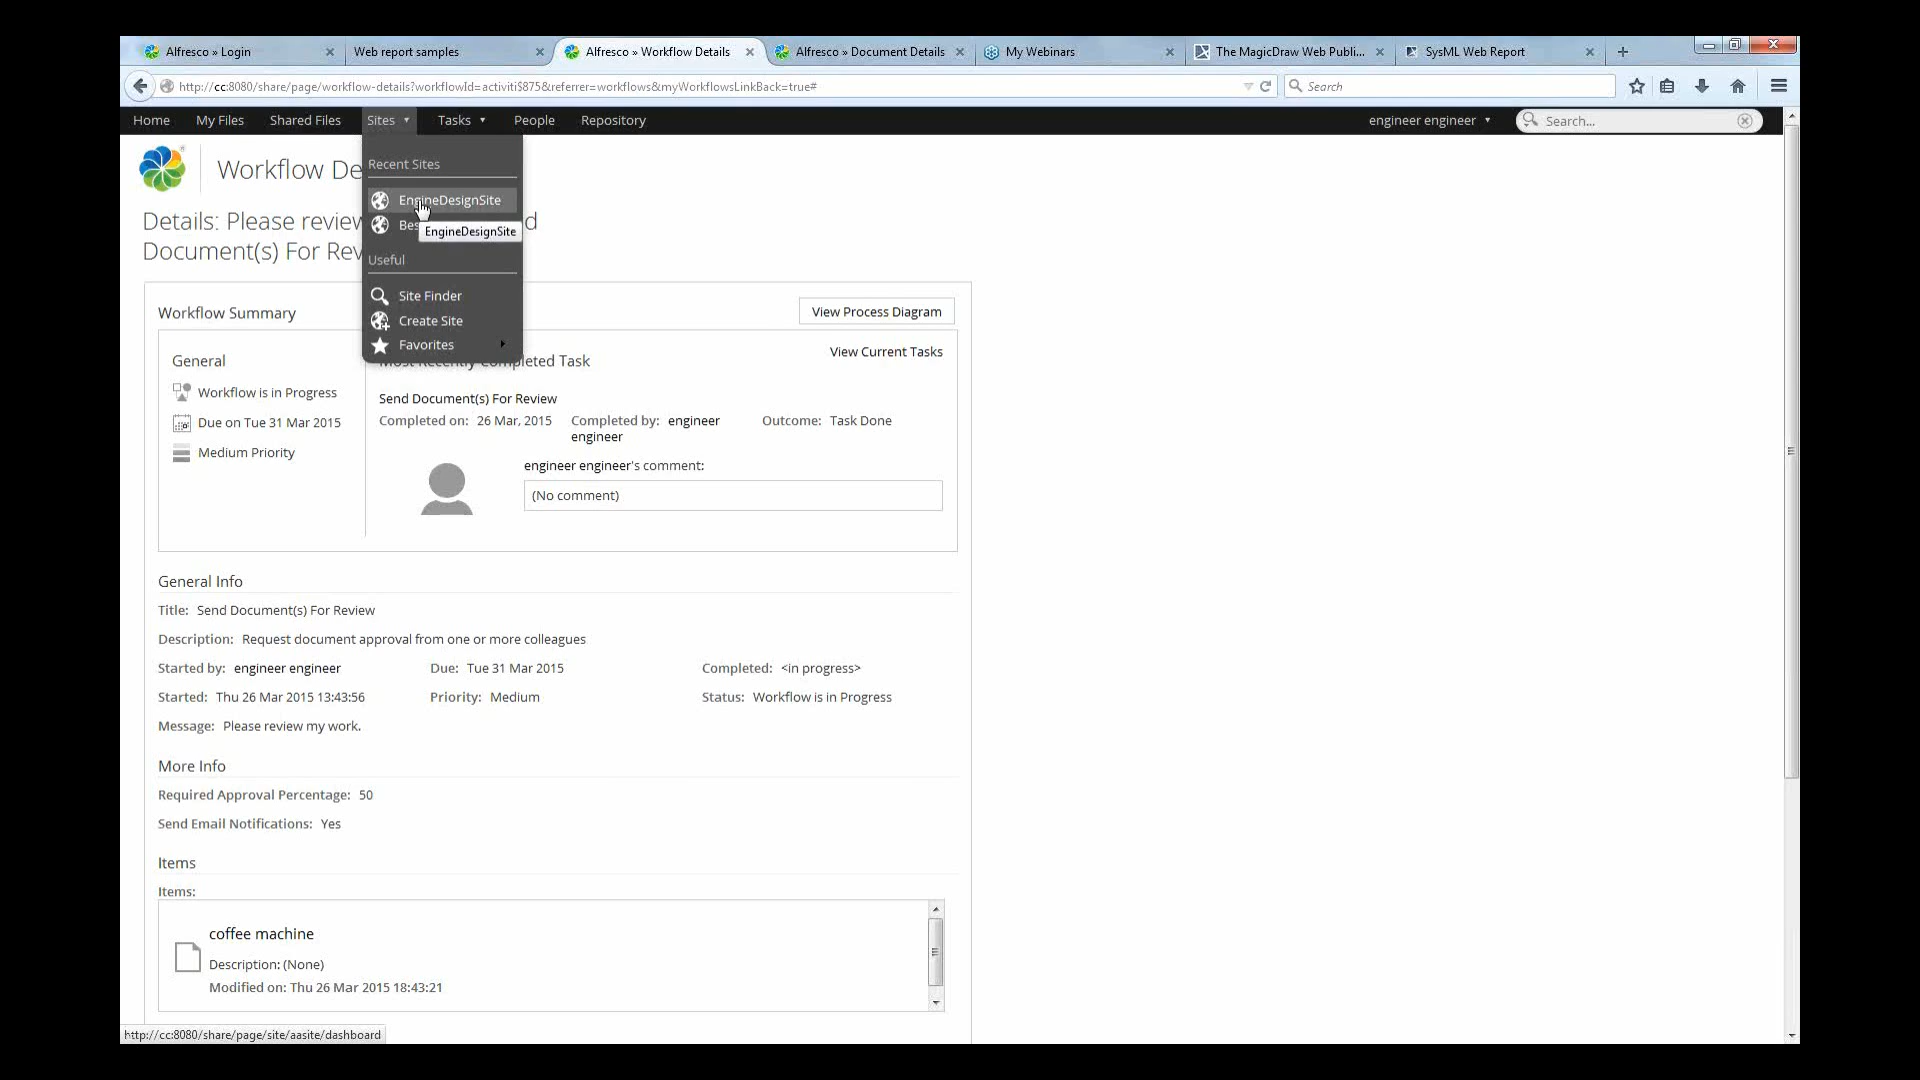 Alfresco » Login
Web report samples
Alfresco » Workflow Details
Alfresco » Document Details
My Webinars
The MagicDraw Web Publi...
SysML Web Report
http://cc:8080/share/page/workflow-details?workflowId=activiti$875&referrer=workflows&myWorkflowsLinkBack=true#
Search
Home
My Files
Shared Files
Sites
Tasks
People
Repository
engineer engineer
Search...
Recent Sites
EngineDesignSite
Bes
EngineDesignSite
Useful
Site Finder
Create Site
Favorites
Workflow De
Details: Please review d
Document(s) For Rev
Workflow Summary
View Process Diagram
General
Workflow is in Progress
Due on Tue 31 Mar 2015
Medium Priority
Most Recently Completed Task
View Current Tasks
Send Document(s) For Review
Completed on: 26 Mar, 2015
Completed by: engineer
engineer
Outcome: Task Done
engineer engineer's comment:
(No comment)
General Info
Title: Send Document(s) For Review
Description: Request document approval from one or more colleagues
Started by: engineer engineer
Due: Tue 31 Mar 2015
Completed: <in progress>
Started: Thu 26 Mar 2015 13:43:56
Priority: Medium
Status: Workflow is in Progress
Message: Please review my work.
More Info
Required Approval Percentage: 50
Send Email Notifications: Yes
Items
Items:
coffee machine
Description: (None)
Modified on: Thu 26 Mar 2015 18:43:21
http://cc:8080/share/page/site/aasite/dashboard